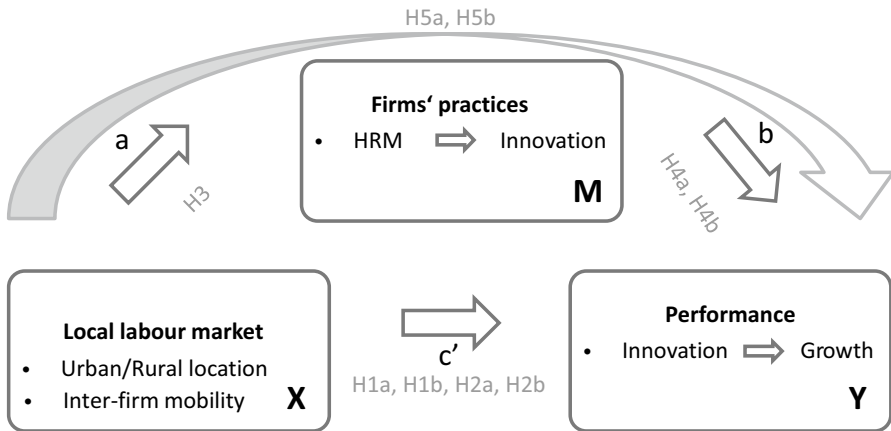 H5a, H5b
Firms‘ practices
• HRM Innovation
M
a
H3
b
H4a, H4b
Local labour market
• Urban/Rural location
• Inter-firm mobility
X
c’
H1a, H1b, H2a, H2b
Performance
• Innovation Growth
Y